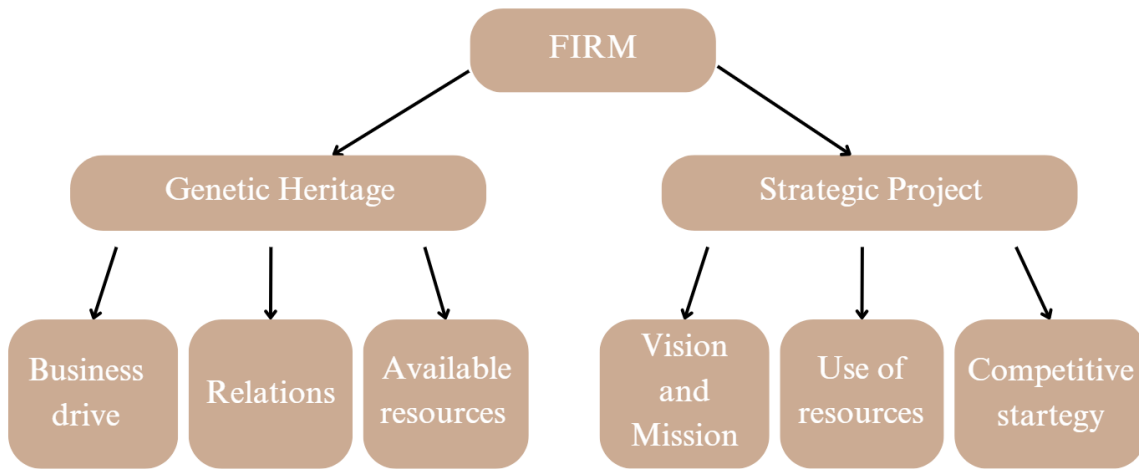 FIRM
Genetic Heritage
Strategic Project
Business
drive
Relations
Available
resources
Vision
and
Mission
Use of
resources
Competitive
startegy